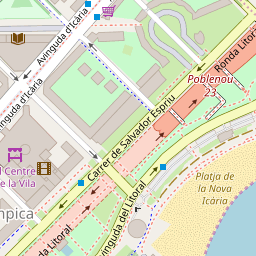 Avinguda d'Icària
Avinguda d'Icària
Ronda Litoral
Poblenou
23
Carrer de Salvador Espriu
Centre
de la Vila
Platja de
la Nova
Icària
Avinguda del Litoral
Ronda Litoral